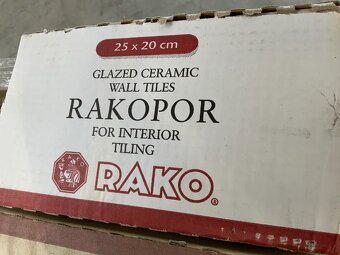 25 x 20 cm
GLAZED CERAMIC
WALL TILES
RAKOPOR
FOR INTERIOR
TILING
RAKO®